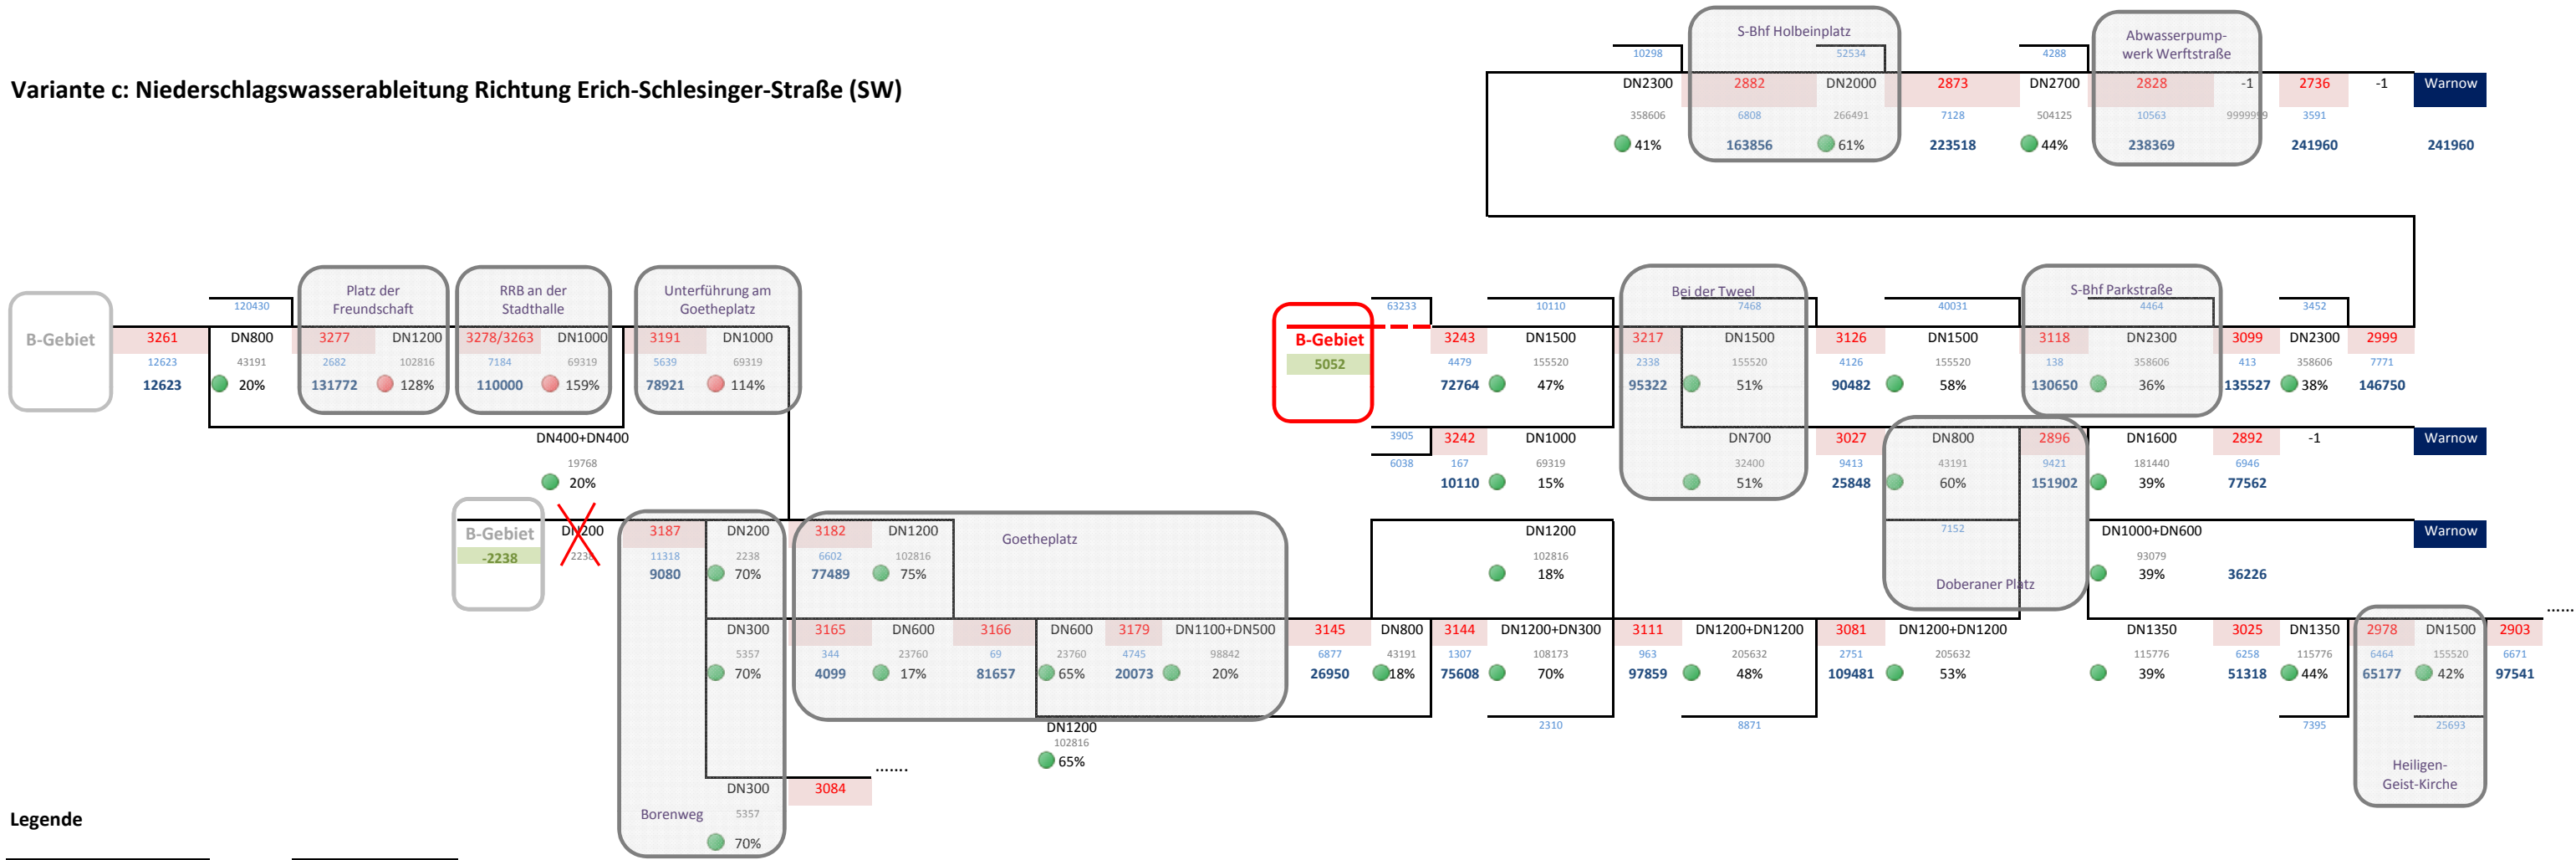 Variante c: Niederschlagswasserableitung Richtung Erich-Schlesinger-Straße (SW)
S-Bhf Holbeinplatz
Abwasserpump-
werk Werftstraße
10298 52534 4288
DN2300 2882 DN2000 2873 DN2700 2828 -1 2736 -1 Warnow
358606 6808 266491 7128 504125 10563 9999999 3591
41% 163856 61% 223518 44% 238369 241960 241960
Platz der
Freundschaft
RRB an der
Stadthalle
Unterführung am
Goetheplatz
Bei der Tweel
S-Bhf Parkstraße
120430 63233 10110 7468 40031 4464 3452
B-Gebiet 3261 DN800 3277 DN1200 3278/3263 DN1000 3191 DN1000
12623 43191 2682 102816 7184 69319 5639 69319
12623 20% 131772 128% 110000 159% 78921 114%
B-Gebiet 3243 DN1500 3217 DN1500 3126 DN1500 3118 DN2300 3099 DN2300 2999
5052 4479 155520 2338 155520 4126 155520 138 358606 413 358606 7771
72764 47% 95322 51% 90482 58% 130650 36% 135527 38% 146750
DN400+DN400
19768
20%
3905 3242 DN1000 DN700 3027 DN800 2896 DN1600 2892 -1 Warnow
6038 167 69319 32400 9413 43191 9421 181440 6946
10110 15% 51% 25848 60% 151902 39% 77562
B-Gebiet DN200 3187 DN200 3182 DN1200 Goetheplatz DN1200 7152 DN1000+DN600 Warnow
-2238 2238 11318 2238 6602 102816 102816 93079
9080 70% 77489 75% 18% Doberaner Platz 39% 36226
.......
DN300 3165 DN600 3166 DN600 3179 DN1100+DN500 3145 DN800 3144 DN1200+DN300 3111 DN1200+DN1200 3081 DN1200+DN1200 DN1350 3025 DN1350 2978 DN1500 2903
5357 344 23760 69 23760 4745 98842 6877 43191 1307 108173 963 205632 2751 205632 115776 6258 115776 6464 155520 6671
70% 4099 17% 81657 65% 20073 20% 26950 18% 75608 70% 97859 48% 109481 53% 39% 51318 44% 65177 42% 97541
DN1200 2310 8871 7395 25693
102816
65%
.......
Heiligen-
Geist-Kirche
DN300 3084
Borenweg 5357
70%
Legende